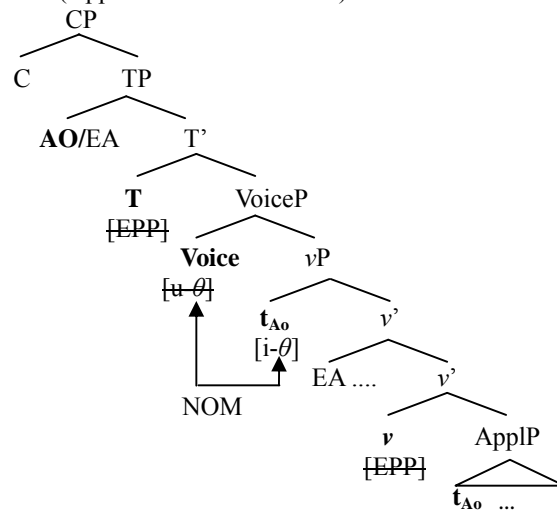 CP
C TP
AO/EA T’
T VoiceP
[EPP]
Voice vP
[u-θ]
tAo v’
[i-θ]
EA .... v’
NOM
v ApplP
[EPP]
tAo ...